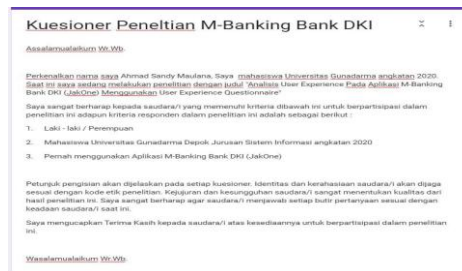 Kuesioner Peneltian M-Banking Bank DKI
Assalamualaikum Wr.Wb.
Perkenalkan nama saya Ahmad Sandy Maulana, Saya mahasiswa Universitas Gunadarma angkatan 2020.
Saat ini saya sedang melakukan penelitian dengan judul "Analisis User Experience Pada Aplikasi M-Banking
Bank DKI (JakOne) Menggunakan User Experience Questionnaire"
Saya sangat berharap kepada saudara/i yang memenuhi kriteria dibawah ini untuk berpartisipasi dalam
penelitian ini adapun kriteria responden dalam penelitian ini adalah sebagai berikut :
1. Laki - laki / Perempuan
2. Mahasiswa Universitas Gunadarma Depok Jurusan Sistem Informasi angkatan 2020
3. Pernah menggunakan Aplikasi M-Banking Bank DKI (JakOne)
Petunjuk pengisian akan dijelaskan pada setiap kuesioner. Identitas dan kerahasiaan saudara/i akan dijaga
sesuai dengan kode etik penelitian. Kejujuran dan kesungguhan saudara/i sangat menentukan kualitas dari
hasil penelitian ini. Saya sangat berharap agar saudara/i menjawab setiap butir pertanyaan sesuai dengan
keadaan saudara/i saat ini.
Saya mengucapkan Terima Kasih kepada saudara/i atas kesediaannya untuk berpartisipasi dalam penelitian
ini.
Wasalamualaikum Wr.Wb.